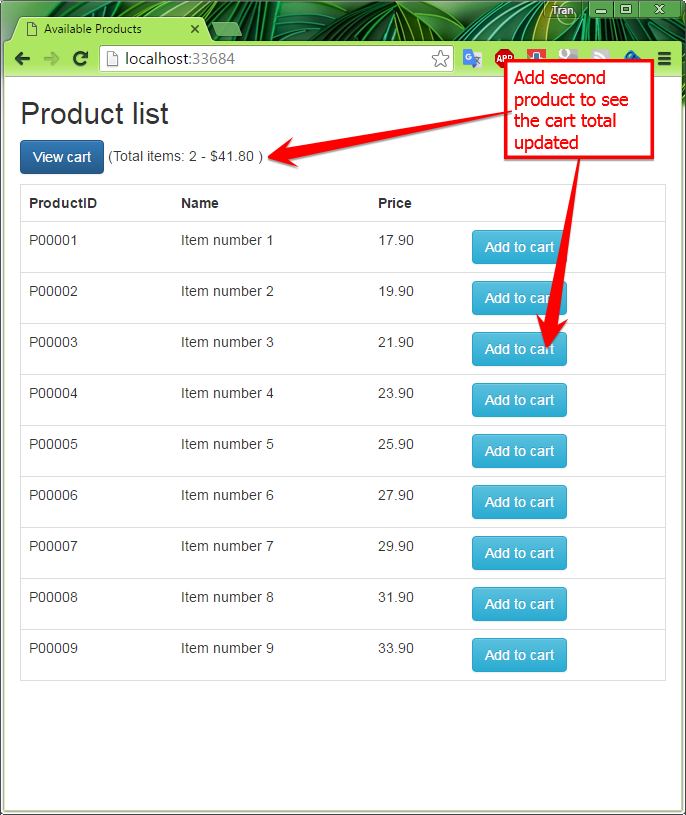 Tran
Available Products
localhost:33684
ABP
Add second
product to see
the cart total
updated
Product list
View cart (Total items: 2 - $41.80 )
ProductID Name Price
P00001 Item number 1 17.90 Add to cart
P00002 Item number 2 19.90 Add to cart
P00003 Item number 3 21.90 Add to cart
P00004 Item number 4 23.90 Add to cart
P00005 Item number 5 25.90 Add to cart
P00006 Item number 6 27.90 Add to cart
P00007 Item number 7 29.90 Add to cart
P00008 Item number 8 31.90 Add to cart
P00009 Item number 9 33.90 Add to cart